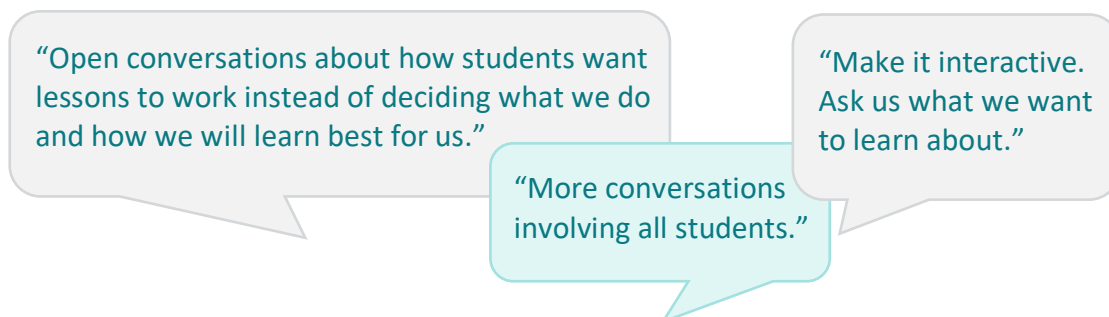 “Open conversations about how students want
lessons to work instead of deciding what we do
and how we will learn best for us.”
“More conversations
involving all students.”
“Make it interactive.
Ask us what we want
to learn about.”